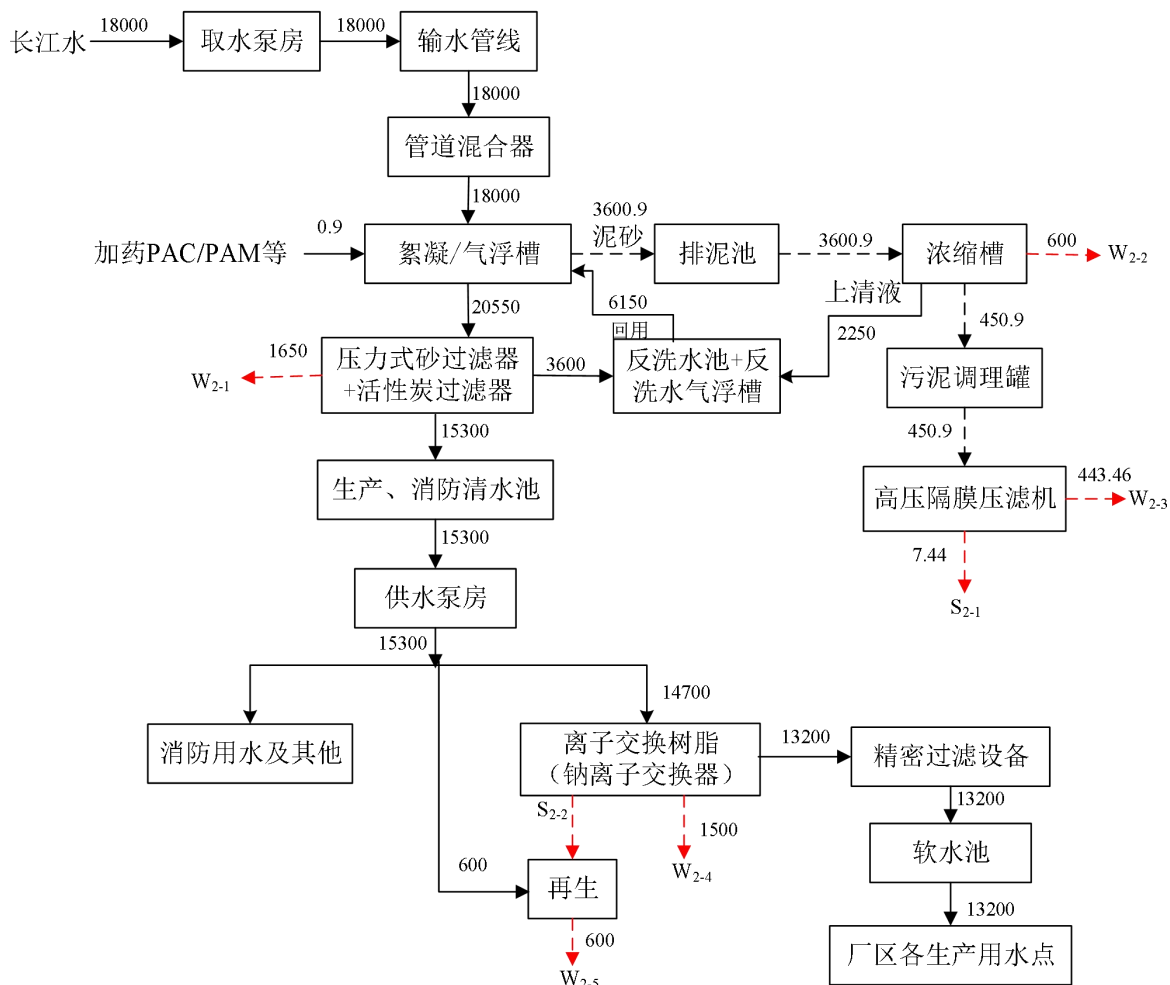 长江水
18000
取水泵房
18000
输水管线
18000
管道混合器
18000
加药PAC/PAM等
0.9
絮凝/气浮槽
3600.9
泥砂
排泥池
3600.9
浓缩槽
600
W2-2
20550
6150
回用
上清液
2250
450.9
1650
W2-1
压力式砂过滤器
+活性炭过滤器
3600
反洗水池+反
洗水气浮槽
污泥调理罐
15300
450.9
生产、消防清水池
高压隔膜压滤机
443.46
W2-3
15300
7.44
供水泵房
S2-1
15300
14700
消防用水及其他
离子交换树脂
（钠离子交换器）
13200
精密过滤设备
S2-2
1500
13200
W2-4
软水池
600
再生
13200
600
W2-5
厂区各生产用水点